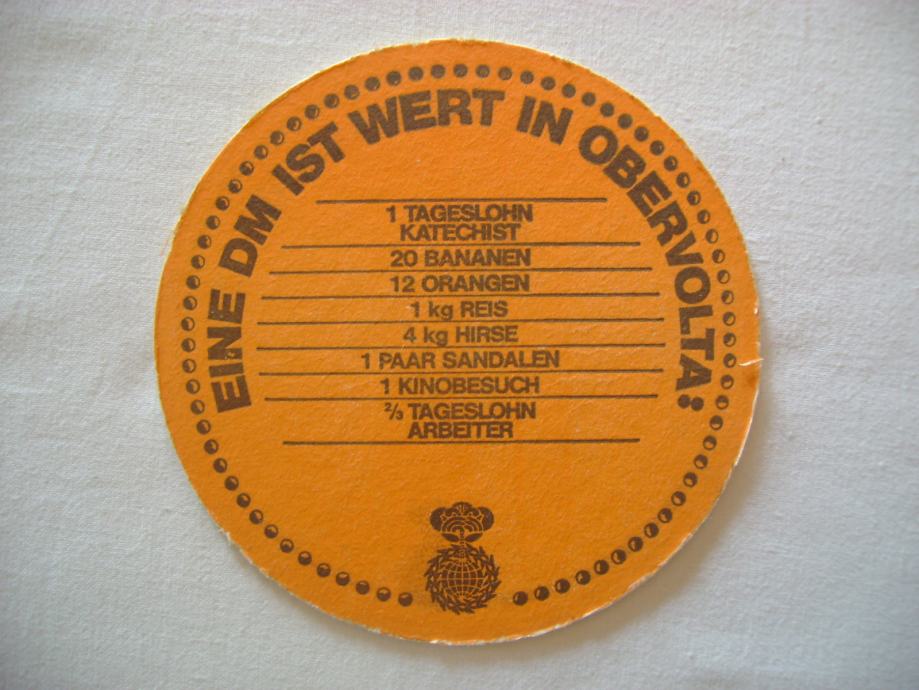 EINE DM IST WERT IN OBERVOLTA:
1 TAGESLOHN
KATECHIST
20 BANANEN
12 ORANGEN
1 kg REIS
4 kg HIRSE
1 PAAR SANDALEN
1 KINOBESUCH
⅔ TAGESLOHN
ARBEITER